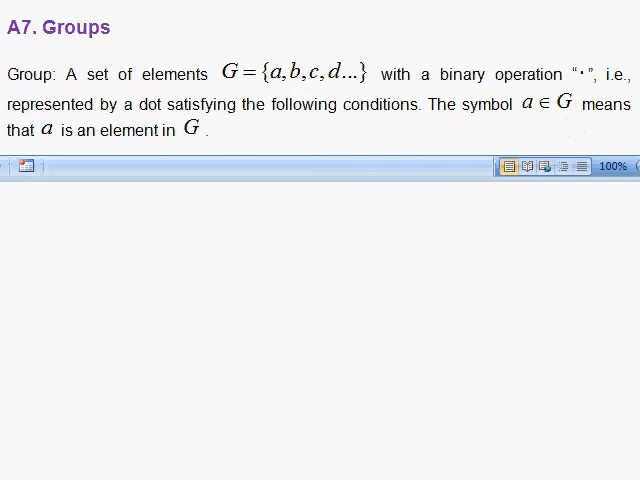 A7. Groups
Group: A set of elements G = {a, b, c, d...} with a binary operation “·”, i.e.,
represented by a dot satisfying the following conditions. The symbol a ∈ G means
that a is an element in G .
100%